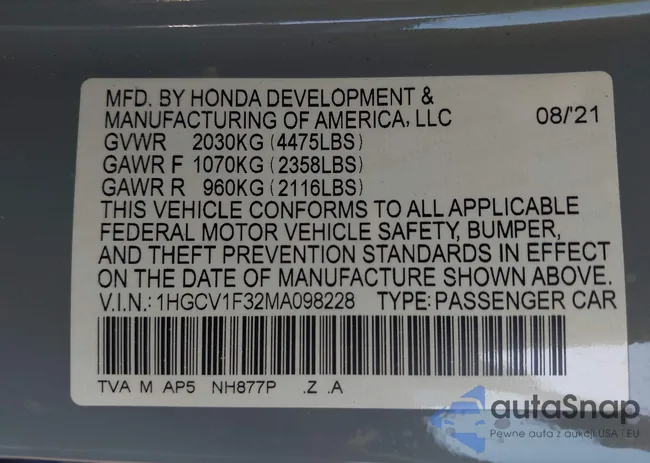 MFD. BY HONDA DEVELOPMENT &
MANUFACTURING OF AMERICA, LLC 08/'21
GVWR 2030KG (4475LBS)
GAWR F 1070KG (2358LBS)
GAWR R 960KG (2116LBS)
THIS VEHICLE CONFORMS TO ALL APPLICABLE
FEDERAL MOTOR VEHICLE SAFETY, BUMPER,
AND THEFT PREVENTION STANDARDS IN EFFECT
ON THE DATE OF MANUFACTURE SHOWN ABOVE.
V.I.N.: 1HGCV1F32MA098228 TYPE: PASSENGER CAR
TVA M AP5 NH877P .Z .A
autaSnap
Pewne auta z aukcji USA i EU